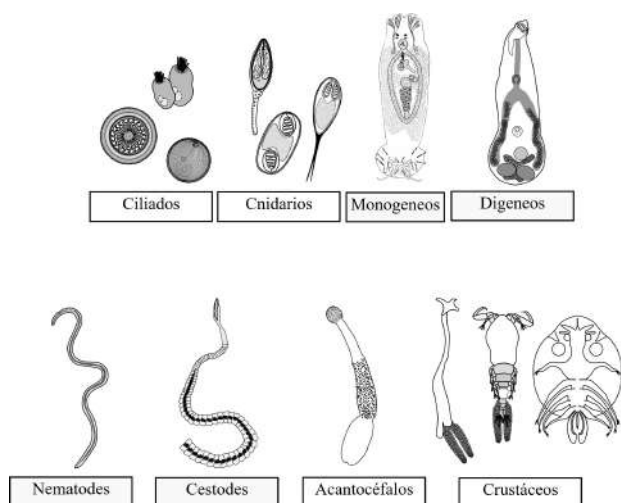 Ciliados
Cnidarios
Monogeneos
Digeneos
Nematodes
Cestodes
Acantocéfalos
Crustáceos